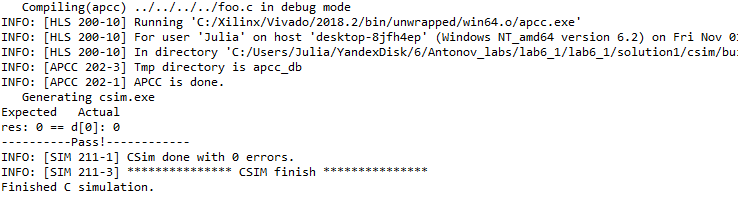 Compiling(apcc) ../../../../foo.c in debug mode
INFO: [HLS 200-10] Running 'C:/Xilinx/Vivado/2018.2/bin/unwrapped/win64.o/apcc.exe'
INFO: [HLS 200-10] For user 'Julia' on host 'desktop-8jfh4ep' (Windows NT_amd64 version 6.2) on Fri Nov 01
INFO: [HLS 200-10] In directory 'C:/Users/Julia/YandexDisk/6/Antonov_labs/lab6_1/lab6_1/solution1/csim/bu
INFO: [APCC 202-3] Tmp directory is apcc_db
INFO: [APCC 202-1] APCC is done.
Generating csim.exe
Expected   Actual
res: 0 == d[0]: 0
----------Pass!------------
INFO: [SIM 211-1] CSim done with 0 errors.
INFO: [SIM 211-3] *************** CSIM finish ***************
Finished C simulation.